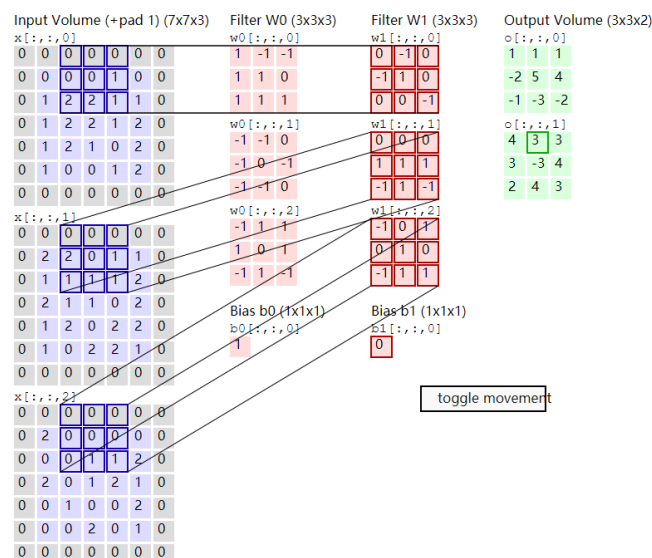 Input Volume (+pad 1) (7x7x3)
x[:,:,0]
0 0 0 0 0 0 0
0 0 0 0 1 0 0
0 1 2 2 1 1 0
0 1 2 2 1 2 0
0 1 2 1 0 2 0
0 1 0 0 1 2 0
0 0 0 0 0 0 0
x[:,:,1]
0 0 0 0 0 0 0
0 2 2 0 1 1 0
0 1 1 1 1 2 0
0 2 1 1 0 2 0
0 1 2 0 2 2 0
0 1 0 2 2 1 0
0 0 0 0 0 0 0
x[:,:,2]
0 0 0 0 0 0 0
0 2 0 0 0 0 0
0 0 0 1 1 2 0
0 2 0 1 2 1 0
0 0 1 0 0 2 0
0 0 0 2 0 1 0
0 0 0 0 0 0 0
Filter W0 (3x3x3)
w0[:,:,0]
1 -1 -1
1 1 0
1 1 1
w0[:,:,1]
-1 -1 0
-1 0 -1
-1 -1 0
w0[:,:,2]
-1 1 1
1 0 1
-1 1 -1
Bias b0 (1x1x1)
b0[:,:,0]
1
Filter W1 (3x3x3)
w1[:,:,0]
0 -1 0
-1 1 0
0 0 -1
w1[:,:,1]
0 0 0
1 1 1
-1 1 -1
w1[:,:,2]
-1 0 1
0 1 0
-1 1 1
Bias b1 (1x1x1)
b1[:,:,0]
0
Output Volume (3x3x2)
o[:,:,0]
1 1 1
-2 5 4
-1 -3 -2
o[:,:,1]
4 3 3
3 -3 4
2 4 3
toggle movement